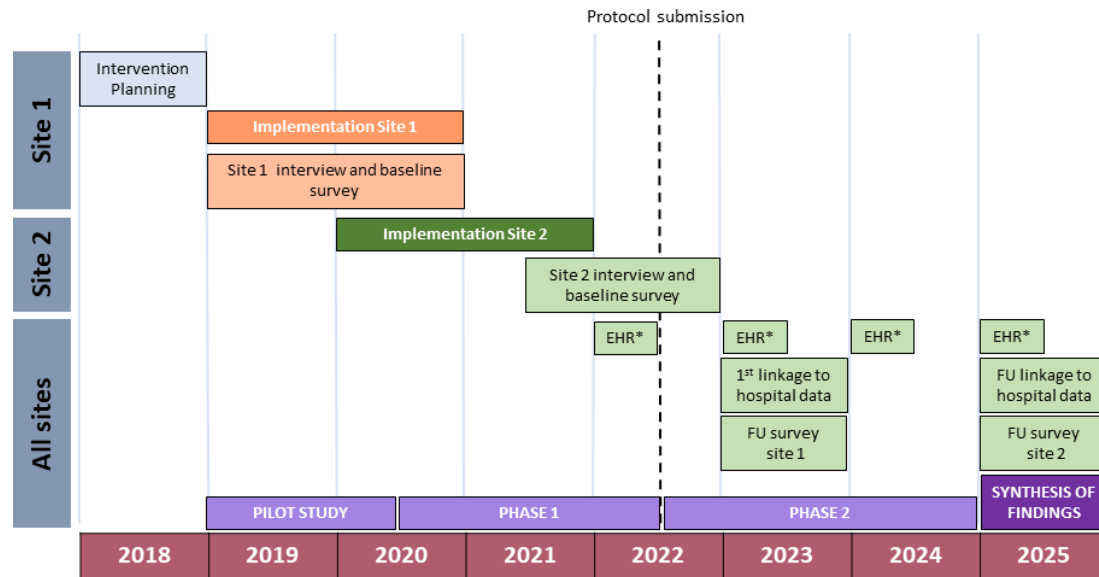 Protocol submission
Site 1
Intervention
Planning
Implementation Site 1
Site 1 interview and baseline
survey
Site 2
Implementation Site 2
Site 2 interview and
baseline survey
All sites
EHR*
EHR*
EHR*
EHR*
1st linkage to
hospital data
FU linkage to
hospital data
FU survey
site 1
FU survey
site 2
PILOT STUDY
PHASE 1
PHASE 2
SYNTHESIS OF
FINDINGS
2018
2019
2020
2021
2022
2023
2024
2025